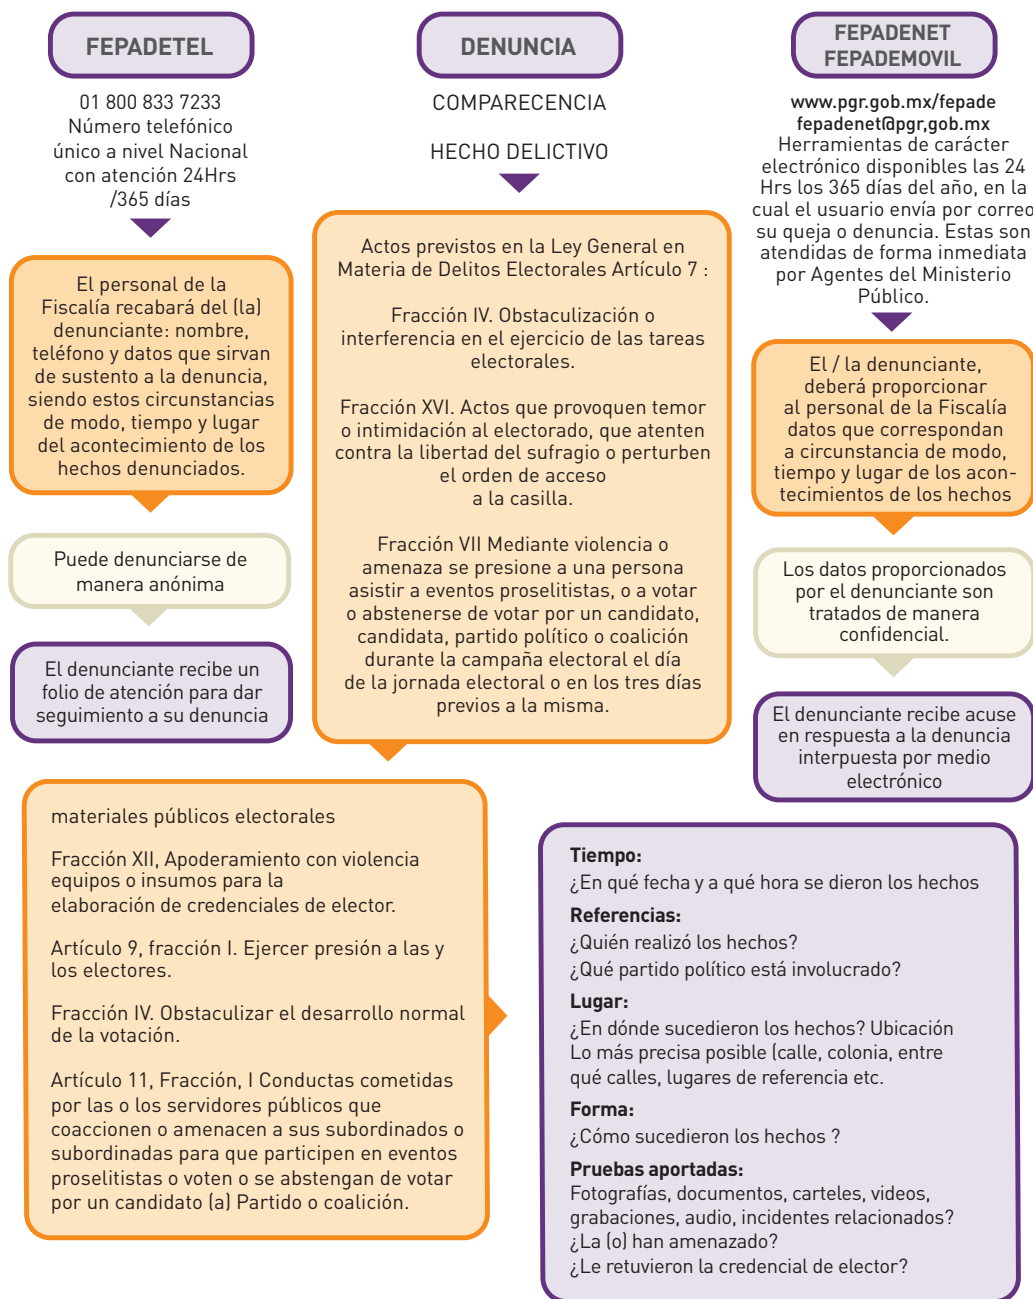 FEPADETEL
01 800 833 7233
Número telefónico
único a nivel Nacional
con atención 24Hrs
/365 días
El personal de la
Fiscalía recabará del (la)
denunciante: nombre,
teléfono y datos que sirvan
de sustento a la denuncia,
siendo estos circunstancias
de modo, tiempo y lugar
del acontecimiento de los
hechos denunciados.
Puede denunciarse de
manera anónima
El denunciante recibe un
folio de atención para dar
seguimiento a su denuncia
DENUNCIA
COMPARECENCIA
HECHO DELICTIVO
Actos previstos en la Ley General en
Materia de Delitos Electorales Artículo 7 :
Fracción IV. Obstaculización o
interferencia en el ejercicio de las tareas
electorales.
Fracción XVI. Actos que provoquen temor
o intimidación al electorado, que atenten
contra la libertad del sufragio o perturben
el orden de acceso
a la casilla.
Fracción VII Mediante violencia o
amenaza se presione a una persona
asistir a eventos proselitistas, o a votar
o abstenerse de votar por un candidato,
candidata, partido político o coalición
durante la campaña electoral el día
de la jornada electoral o en los tres días
previos a la misma.
FEPADENET
FEPADEMOVIL
www.pgr.gob.mx/fepade
fepadenet@pgr,gob.mx
Herramientas de carácter
electrónico disponibles las 24
Hrs los 365 días del año, en la
cual el usuario envía por correo
su queja o denuncia. Estas son
atendidas de forma inmediata
por Agentes del Ministerio
Público.
El / la denunciante,
deberá proporcionar
al personal de la Fiscalía
datos que correspondan
a circunstancia de modo,
tiempo y lugar de los acon-
tecimientos de los hechos
Los datos proporcionados
por el denunciante son
tratados de manera
confidencial.
El denunciante recibe acuse
en respuesta a la denuncia
interpuesta por medio
electrónico
materiales públicos electorales
Fracción XII, Apoderamiento con violencia
equipos o insumos para la
elaboración de credenciales de elector.
Artículo 9, fracción I. Ejercer presión a las y
los electores.
Fracción IV. Obstaculizar el desarrollo normal
de la votación.
Artículo 11, Fracción, I Conductas cometidas
por las o los servidores públicos que
coaccionen o amenacen a sus subordinados o
subordinadas para que participen en eventos
proselitistas o voten o se abstengan de votar
por un candidato (a) Partido o coalición.
Tiempo:
¿En qué fecha y a qué hora se dieron los hechos
Referencias:
¿Quién realizó los hechos?
¿Qué partido político está involucrado?
Lugar:
¿En dónde sucedieron los hechos? Ubicación
Lo más precisa posible (calle, colonia, entre
qué calles, lugares de referencia etc.
Forma:
¿Cómo sucedieron los hechos ?
Pruebas aportadas:
Fotografías, documentos, carteles, videos,
grabaciones, audio, incidentes relacionados?
¿La (o) han amenazado?
¿Le retuvieron la credencial de elector?